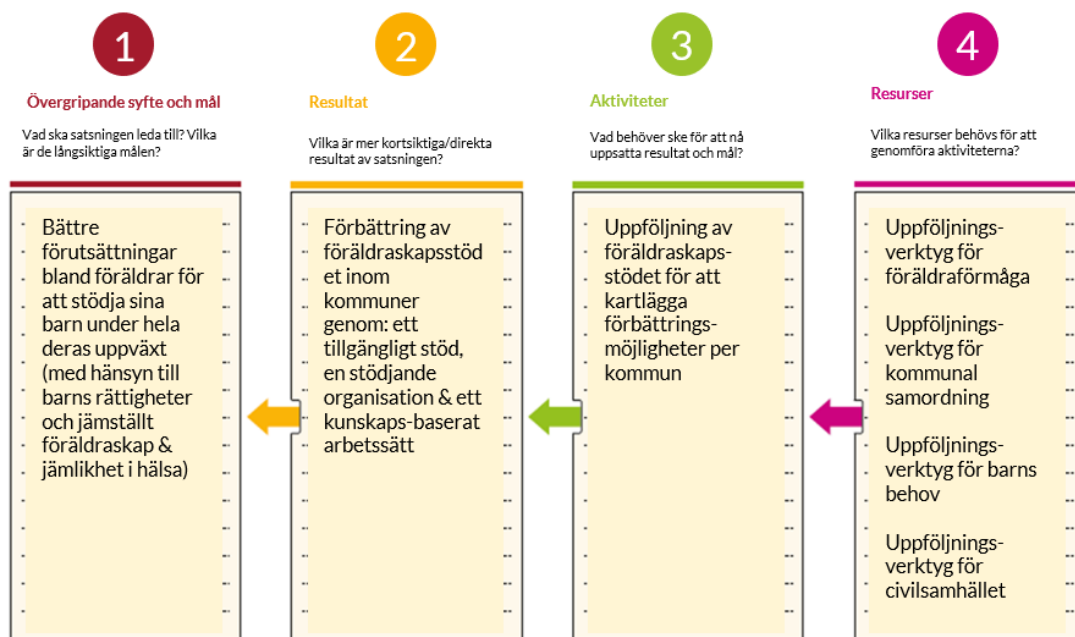 1
Övergripande syfte och mål
Vad ska satsningen leda till? Vilka
är de långsiktiga målen?
Bättre
förutsättningar
bland föräldrar för
att stödja sina
barn under hela
deras uppväxt
(med hänsyn till
barns rättigheter
och jämställt
föräldraskap &
jämlikhet i hälsa)
2
Resultat
Vilka är mer kortsiktiga/direkta
resultat av satsningen?
Förbättring av
föräldraskapsstöd
et inom
kommuner
genom: ett
tillgängligt stöd,
en stödjande
organisation & ett
kunskaps-baserat
arbetssätt
3
Aktiviteter
Vad behöver ske för att nå
uppsatta resultat och mål?
Uppföljning av
föräldraskaps-
stödet för att
kartlägga
förbättrings-
möjligheter per
kommun
4
Resurser
Vilka resurser behövs för att
genomföra aktiviteterna?
Uppföljnings-
verktyg för
föräldraförmåga
Uppföljnings-
verktyg för
kommunal
samordning
Uppföljnings-
verktyg för barns
behov
Uppföljnings-
verktyg för
civilsamhället